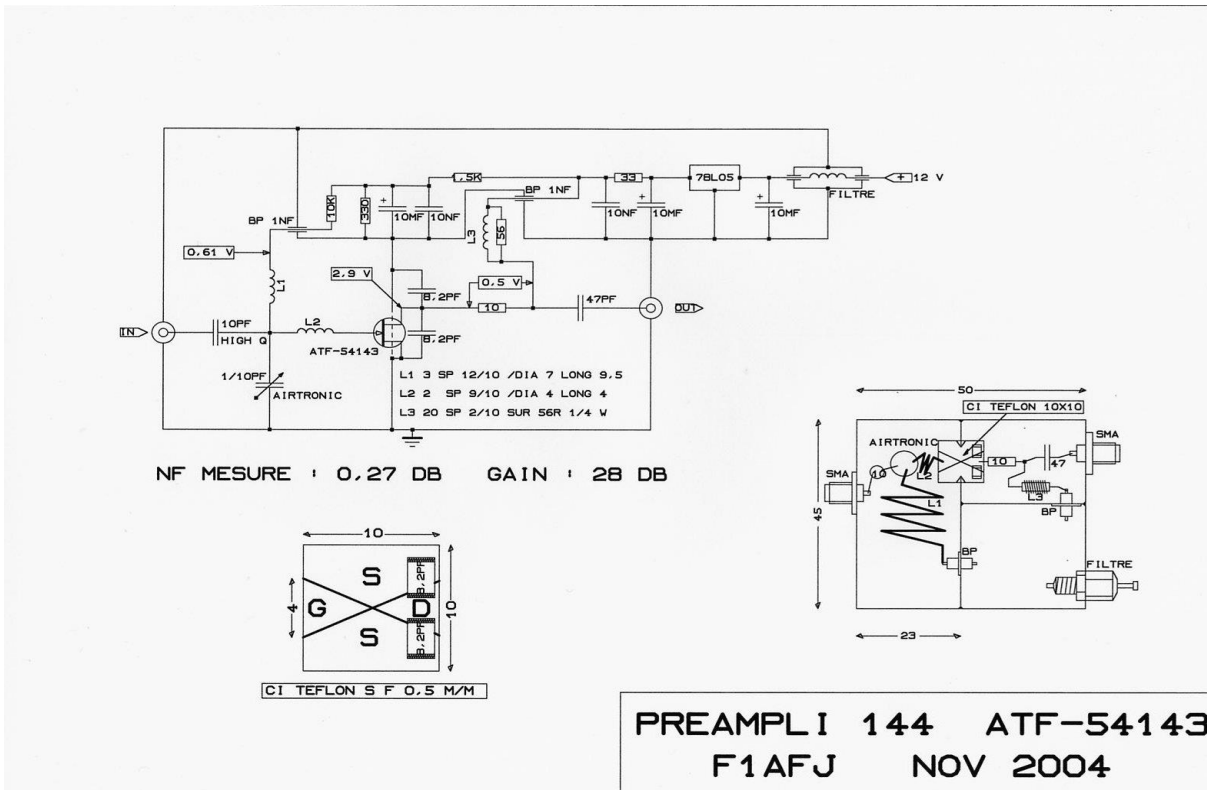 1,5K
33
78L05
+ 12 V
BP 1NF
FILTRE
10K
330
+
10MF
10NF
BP 1NF
10NF
+
10MF
+
10MF
0,61 V
L3
56
2,9 V
0,5 V
L1
8,2PF
10
47PF
IN
10PF
L2
OUT
HIGH Q
8,2PF
ATF-54143
1/10PF
AIRTRONIC
L1 3 SP 12/10 /DIA 7 LONG 9,5
L2 2 SP 9/10 /DIA 4 LONG 4
L3 20 SP 2/10 SUR 56R 1/4 W
NF MESURE : 0,27 DB GAIN : 28 DB
50
CI TEFLON 10X10
AIRTRONIC
SMA
SMA
10
L2
10
47
L3
L1
BP
45
BP
FILTRE
23
10
S
8,2PF
4
G
D
10
S
8,2PF
CI TEFLON S F 0,5 M/M
PREAMPLI 144 ATF-54143
F1AFJ NOV 2004